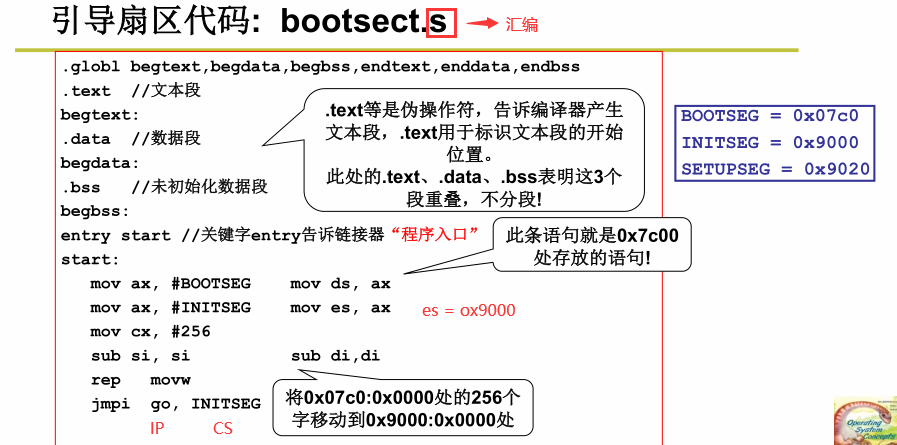 引导扇区代码: bootsect.s
汇编
.globl begtext,begdata,begbss,endtext,enddata,endbss
.text //文本段
begtext:
.data //数据段
begdata:
.bss //未初始化数据段
begbss:
entry start //关键字entry告诉链接器“程序入口”
start:
mov ax, #BOOTSEG mov ds, ax
mov ax, #INITSEG mov es, ax
mov cx, #256
sub si, si sub di,di
rep movw
jmpi go, INITSEG
IP CS
.text等是伪操作符，告诉编译器产生
文本段，.text用于标识文本段的开始
位置。
此处的.text、.data、.bss表明这3个
段重叠，不分段!
BOOTSEG = 0x07c0
INITSEG = 0x9000
SETUPSEG = 0x9020
此条语句就是0x7c00
处存放的语句!
es = ox9000
将0x07c0:0x0000处的256个
字移动到0x9000:0x0000处
Operating
System
Concepts